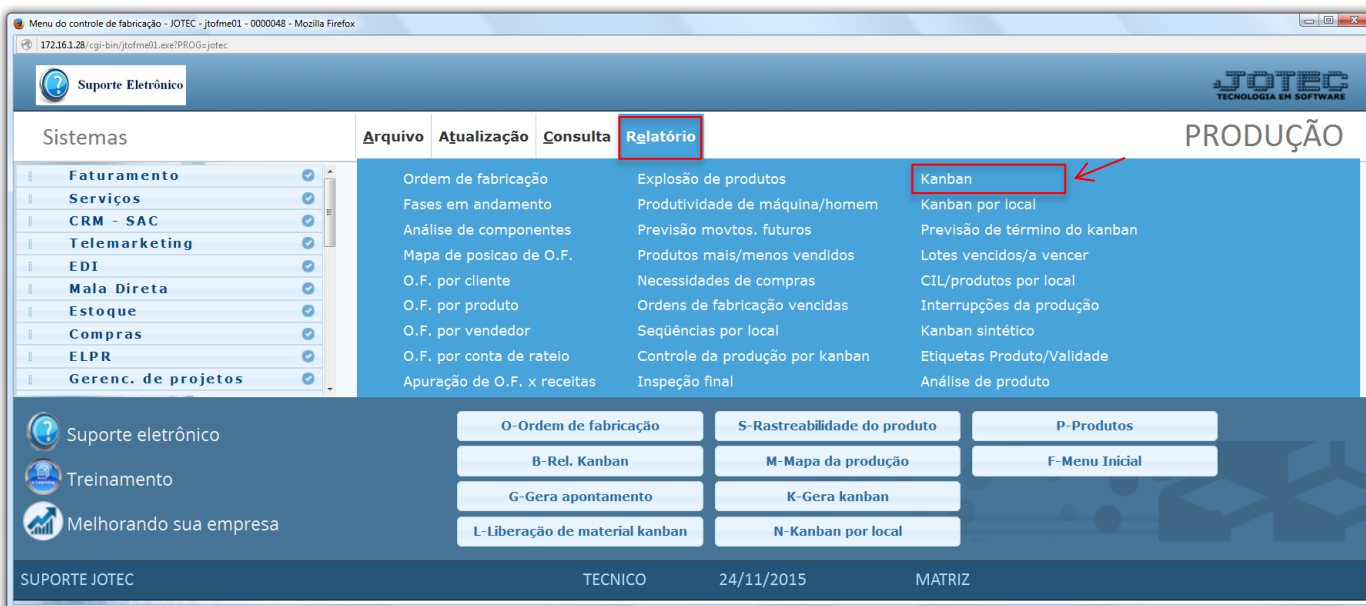 Menu do controle de fabricação - JOTEC - jtofme01 - 0000048 - Mozilla Firefox
172.16.1.28/cgi-bin/jtofme01.exe?PROG=jotec
Suporte Eletrônico
JOTEC
TECNOLOGIA EM SOFTWARE
Sistemas
Arquivo Atualização Consulta Relatório
PRODUÇÃO
Faturamento
Serviços
CRM - SAC
Telemarketing
EDI
Mala Direta
Estoque
Compras
ELPR
Gerenc. de projetos
Ordem de fabricação
Fases em andamento
Análise de componentes
Mapa de posicao de O.F.
O.F. por cliente
O.F. por produto
O.F. por vendedor
O.F. por conta de rateio
Apuração de O.F. x receitas
Explosão de produtos
Produtividade de máquina/homem
Previsão movtos. futuros
Produtos mais/menos vendidos
Necessidades de compras
Ordens de fabricação vencidas
Seqüências por local
Controle da produção por kanban
Inspeção final
Kanban
Kanban por local
Previsão de término do kanban
Lotes vencidos/a vencer
CIL/produtos por local
Interrupções da produção
Kanban sintético
Etiquetas Produto/Validade
Análise de produto
Suporte eletrônico
Treinamento
Melhorando sua empresa
O-Ordem de fabricação S-Rastreabilidade do produto P-Produtos
B-Rel. Kanban M-Mapa da produção F-Menu Inicial
G-Gera apontamento K-Gera kanban
L-Liberação de material kanban N-Kanban por local
SUPORTE JOTEC TECNICO 24/11/2015 MATRIZ